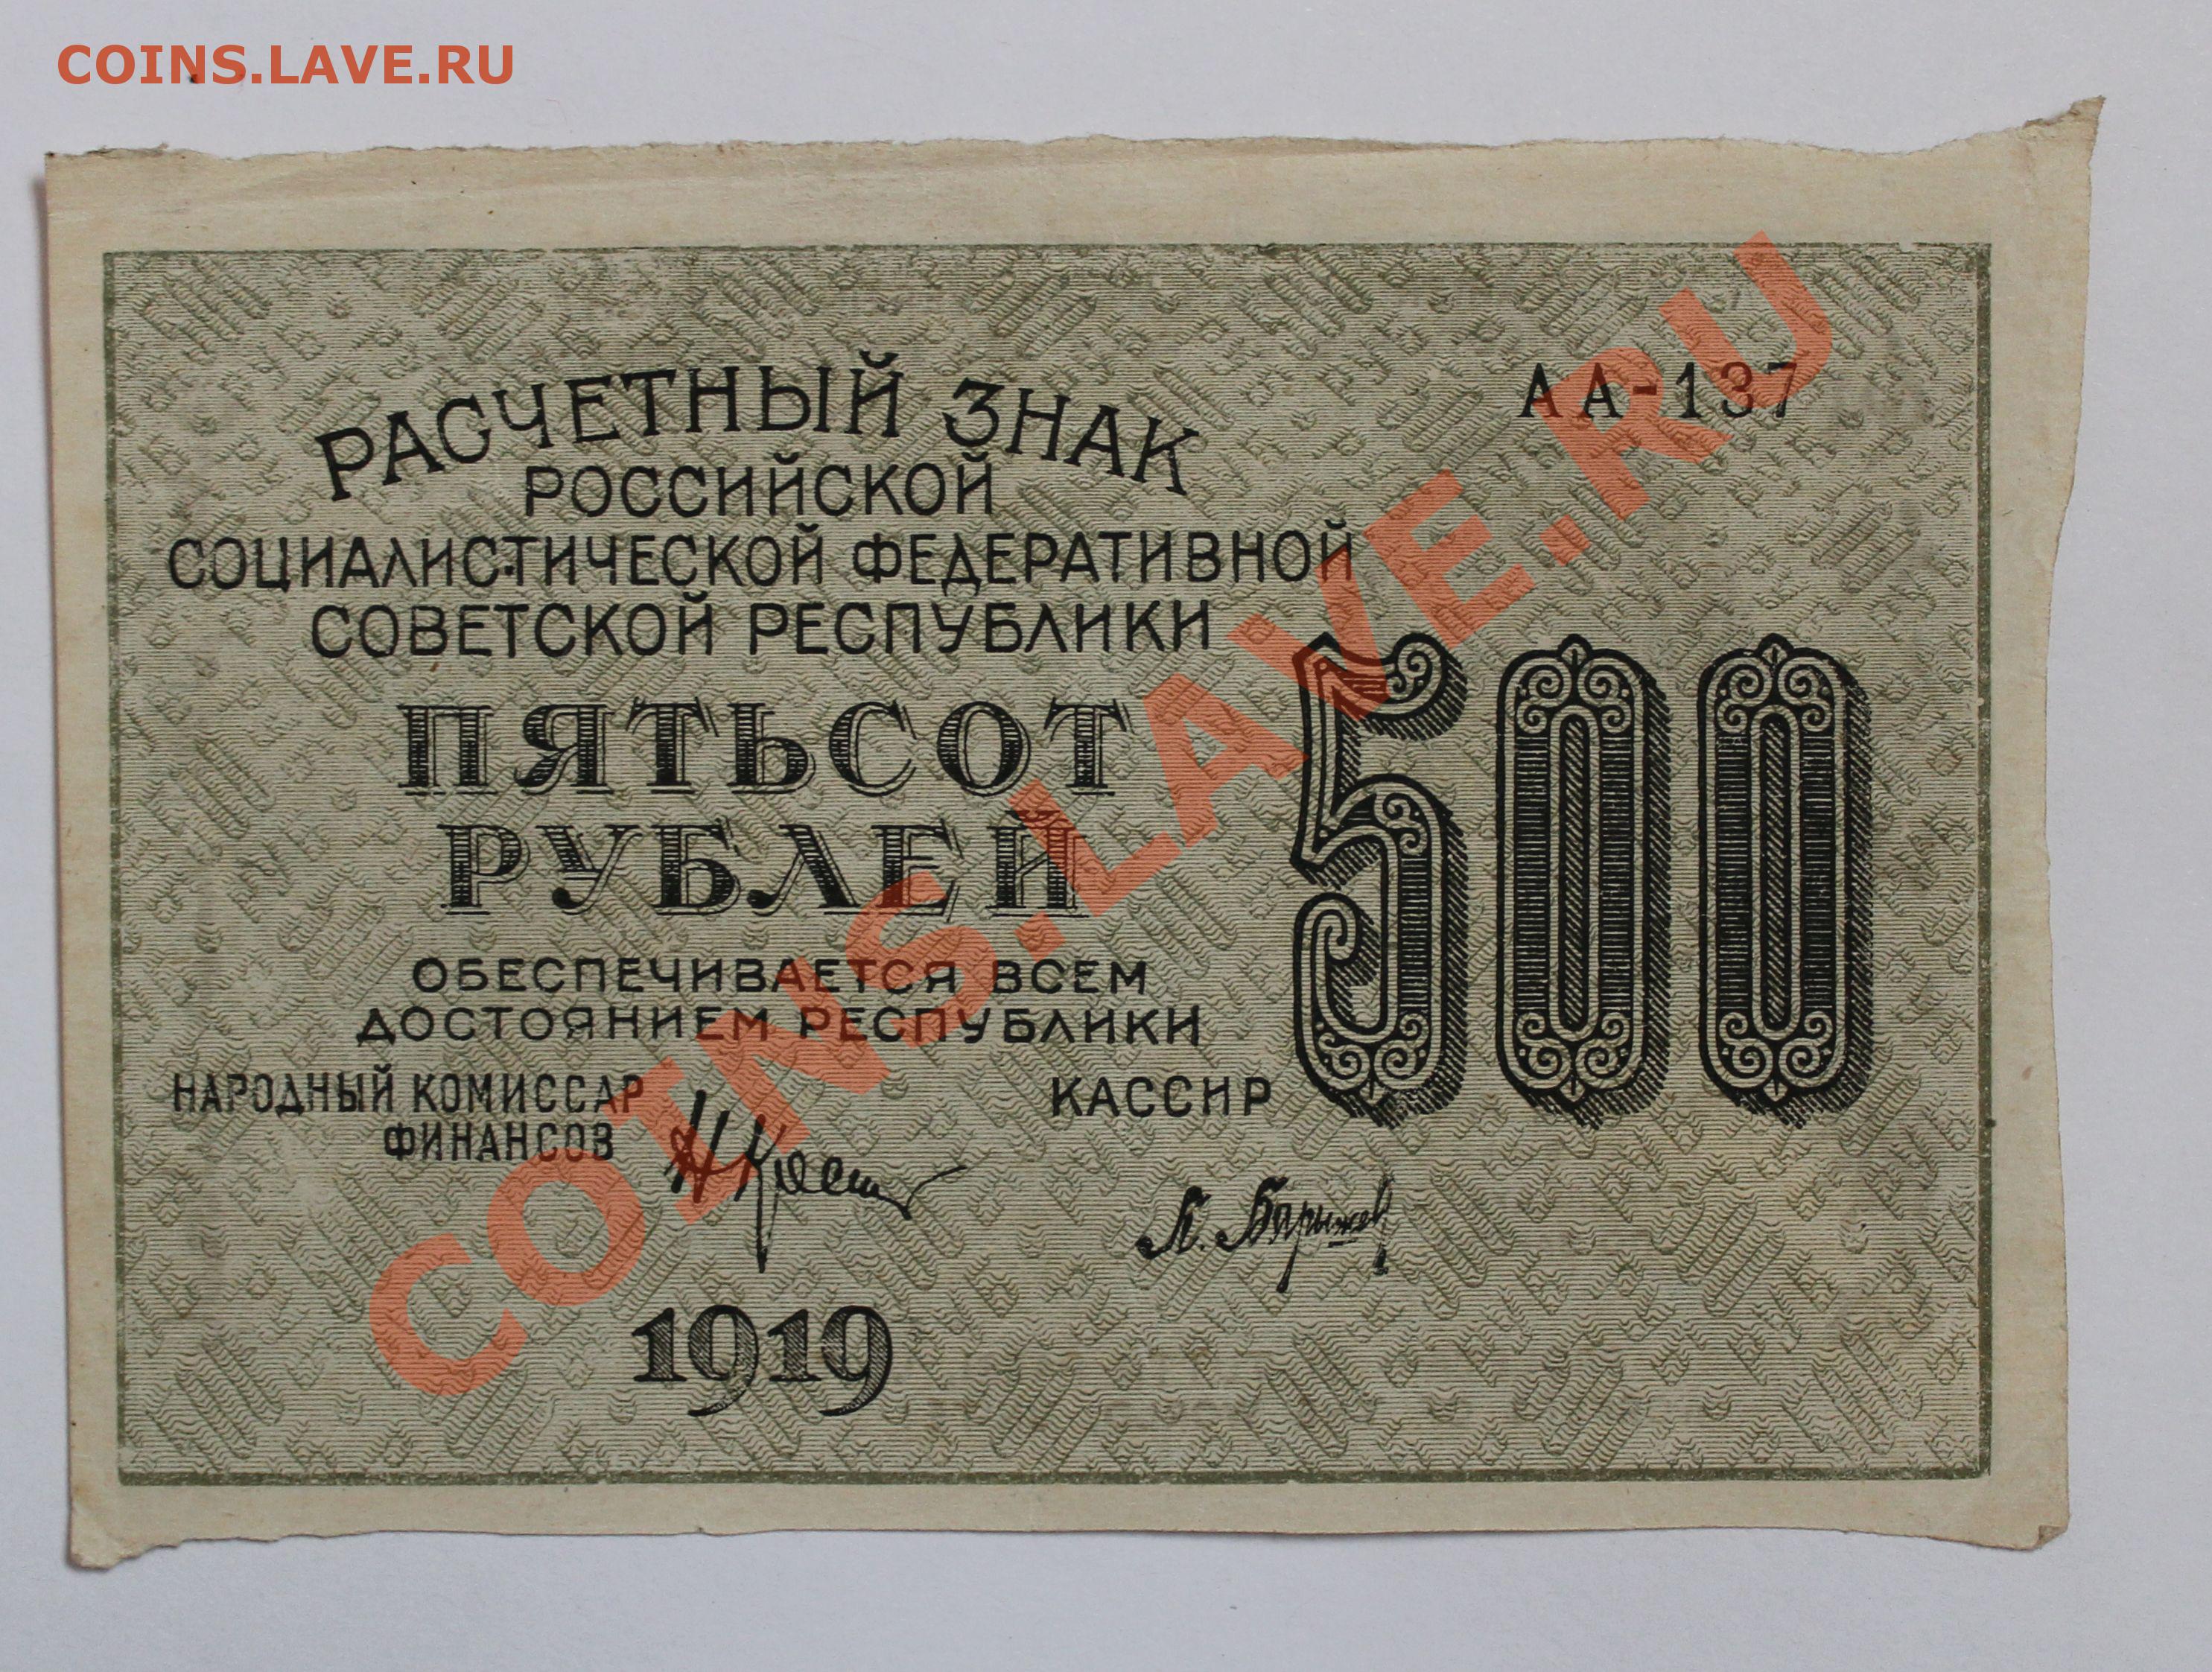 COINS.LAVE.RU
РАСЧЕТНЫЙ ЗНАК
АА-137
РОССИЙСКОЙ
СОЦИАЛИСТИЧЕСКОЙ ФЕДЕРАТИВНОЙ
СОВЕТСКОЙ РЕСПУБЛИКИ
ПЯТЬСОТ
РУБЛЕЙ
500
ОБЕСПЕЧИВАЕТСЯ ВСЕМ
ДОСТОЯНИЕМ РЕСПУБЛИКИ
НАРОДНЫЙ КОМИССАР
ФИНАНСОВ
КАССИР
1919
COINS.LAVE.RU